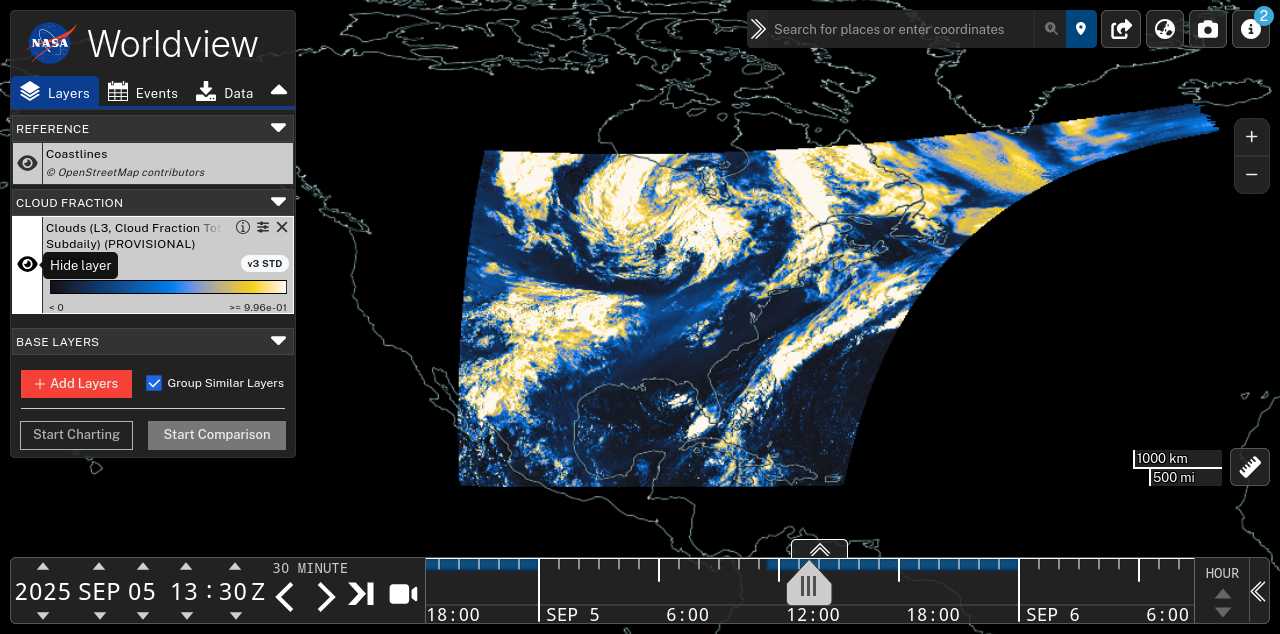 NASA
Worldview
Layers
Events
Data
REFERENCE
Coastlines
© OpenStreetMap contributors
CLOUD FRACTION
Clouds (L3, Cloud Fraction Tot
Subdaily) (PROVISIONAL)
Hide layer
v3 STD
< 0
>= 9.96e-01
BASE LAYERS
+ Add Layers
Group Similar Layers
Start Charting
Start Comparison
Search for places or enter coordinates
2
+
−
1000 km
500 mi
2025 SEP 05 13 : 30 Z
30 MINUTE
18:00
SEP 5
6:00
12:00
18:00
SEP 6
6:00
HOUR